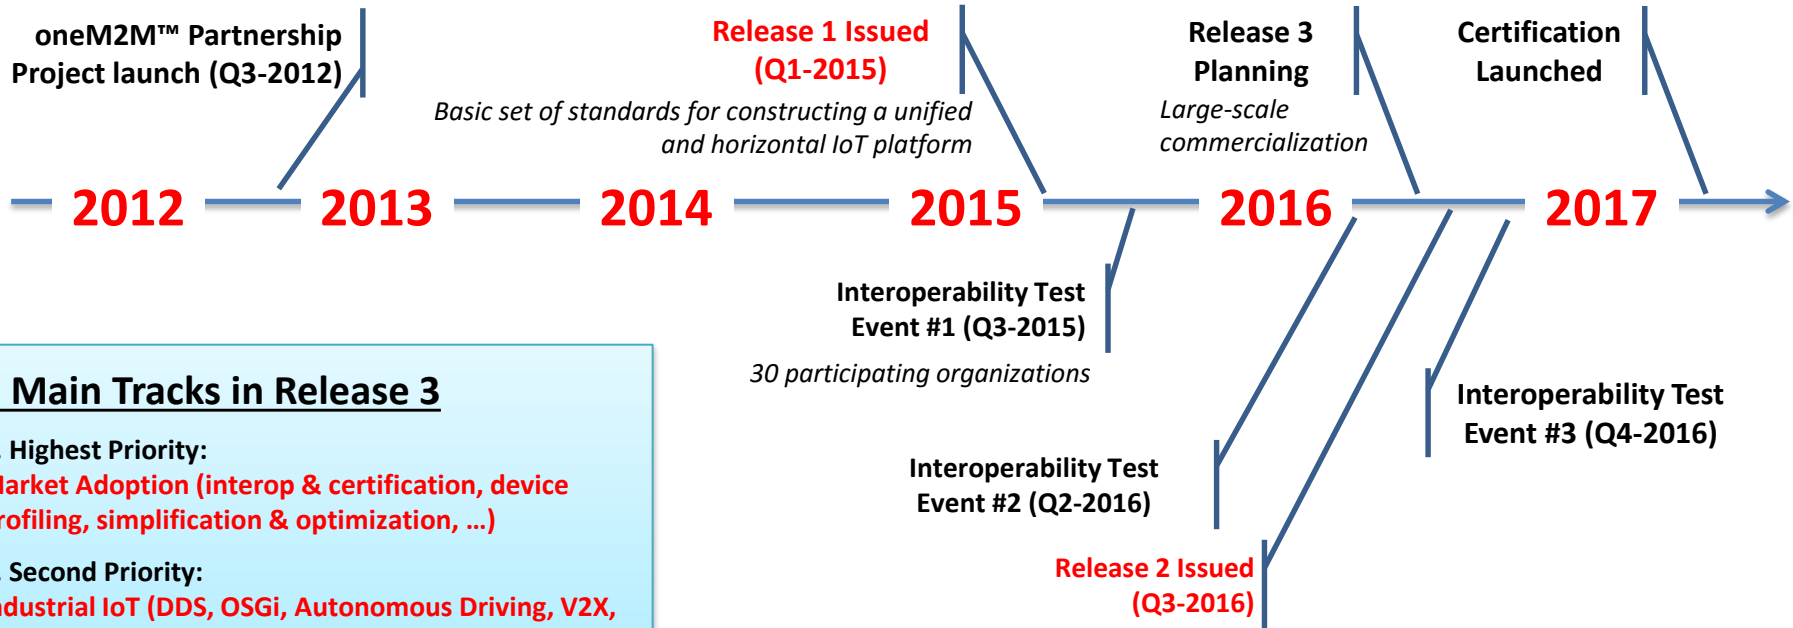 oneM2M™ Partnership
Project launch (Q3-2012)
Release 1 Issued
(Q1-2015)
Basic set of standards for constructing a unified
and horizontal IoT platform
Release 3
Planning
Large-scale
commercialization
Certification
Launched
2012 2013 2014 2015 2016 2017
Interoperability Test
Event #1 (Q3-2015)
30 participating organizations
Interoperability Test
Event #2 (Q2-2016)
Release 2 Issued
(Q3-2016)
Interoperability Test
Event #3 (Q4-2016)
Main Tracks in Release 3
. Highest Priority:
arket Adoption (interop & certification, device
rofiling, simplification & optimization, …)
. Second Priority:
ndustrial IoT (DDS, OSGi, Autonomous Driving, V2X,